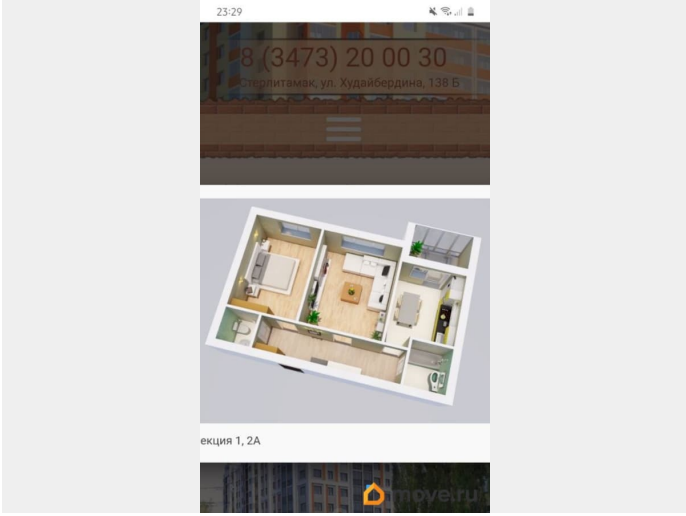 23:29
8 (3473) 20 00 30
Стерлитамак, ул. Худайбердина, 138 Б
екция 1, 2А
move.ru